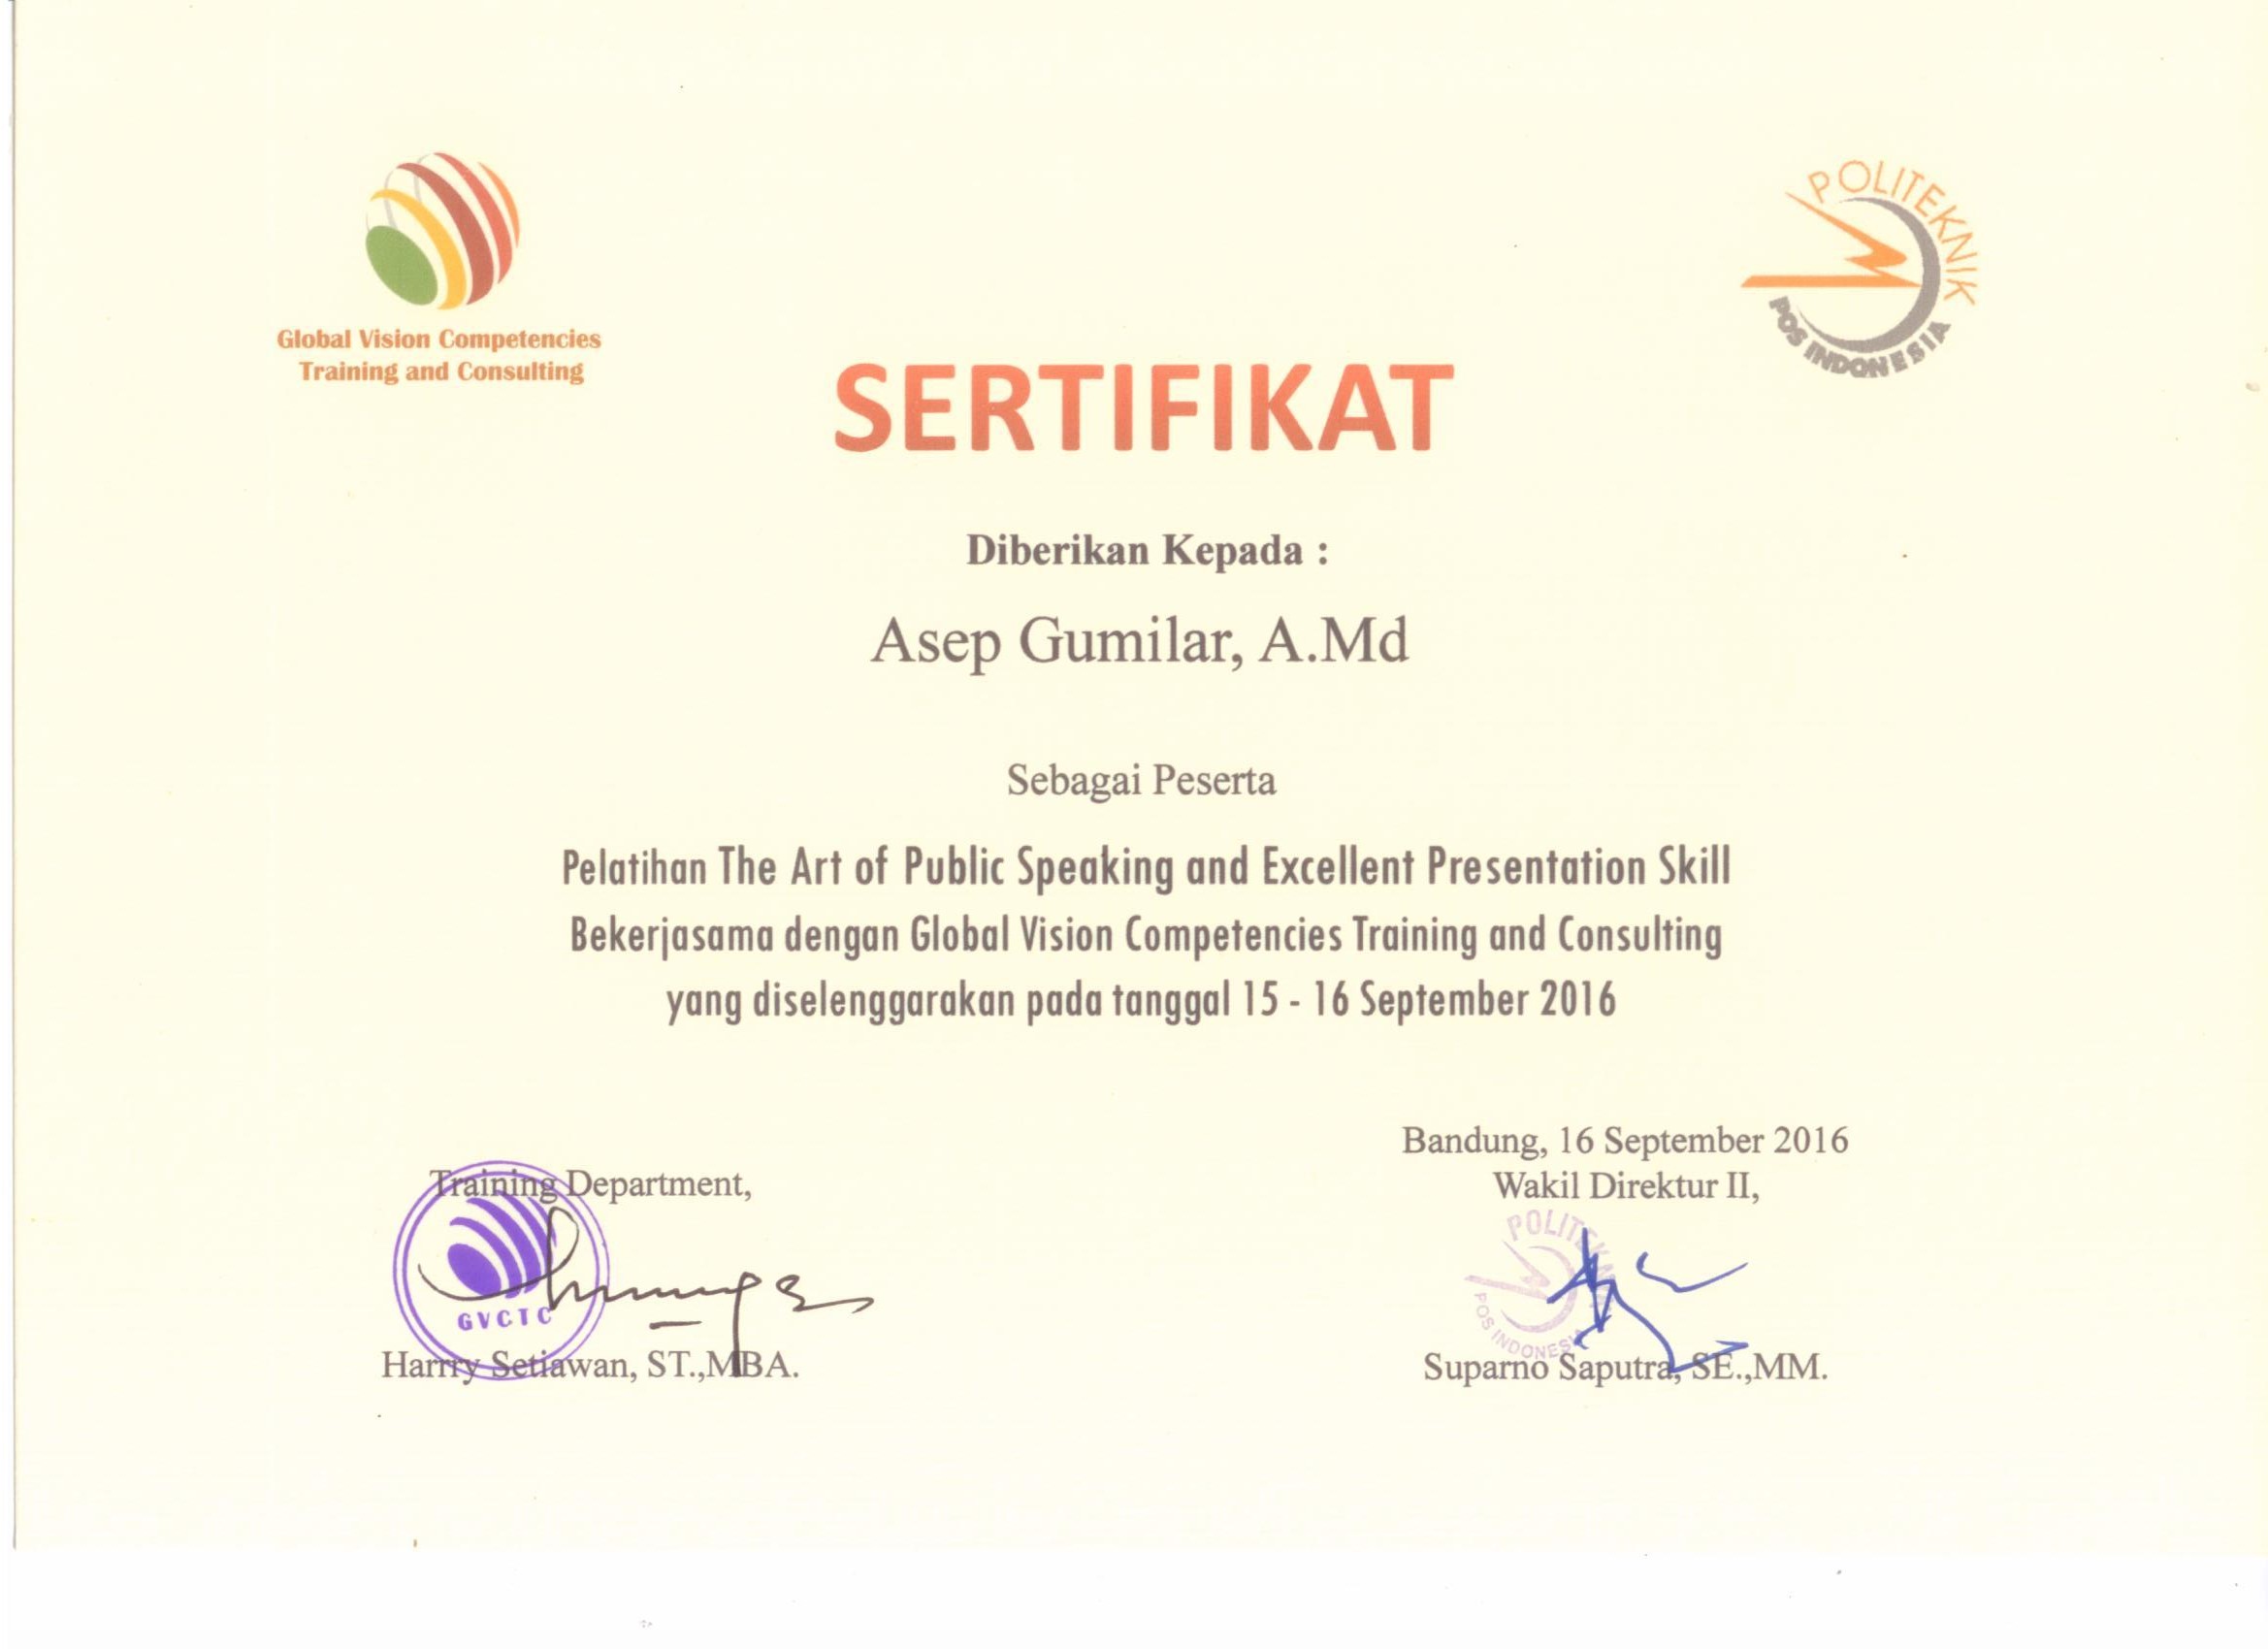 Global Vision Competencies
Training and Consulting
POLITEKNIK
POS INDONESIA
SERTIFIKAT
Diberikan Kepada :
Asep Gumilar, A.Md
Sebagai Peserta
Pelatihan The Art of Public Speaking and Excellent Presentation Skill
Bekerjasama dengan Global Vision Competencies Training and Consulting
yang diselenggarakan pada tanggal 15 - 16 September 2016
Training Department,
GVCTC
Harrry Setiawan, ST.,MBA.
Bandung, 16 September 2016
Wakil Direktur II,
POLITEKNIK
POS INDONESIA
Suparno Saputra, SE.,MM.